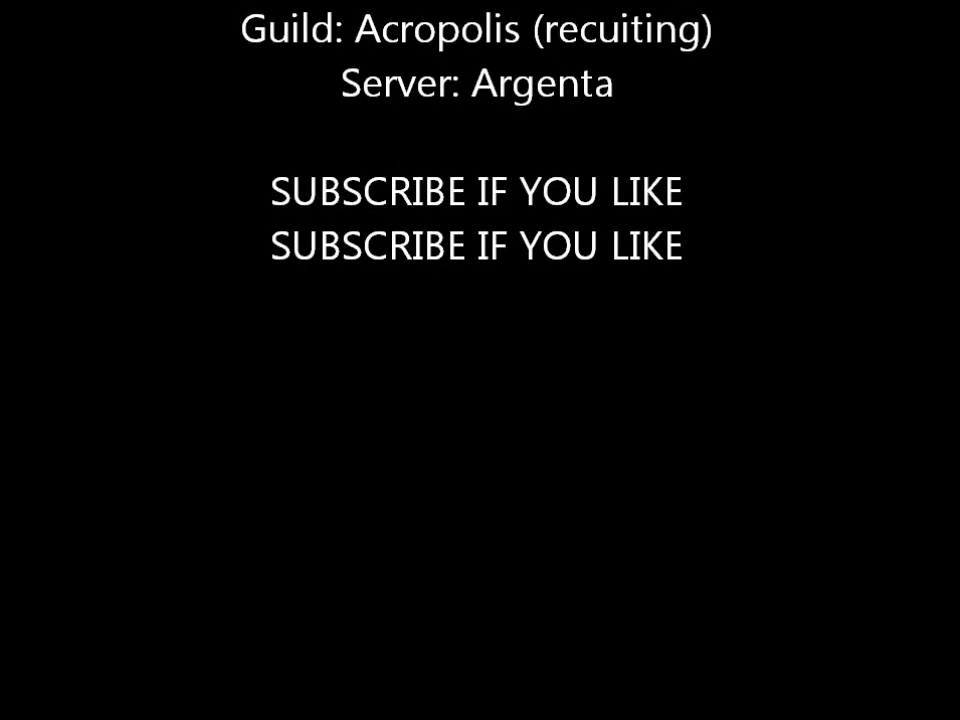 Guild: Acropolis (recuiting)
Server: Argenta
SUBSCRIBE IF YOU LIKE
SUBSCRIBE IF YOU LIKE